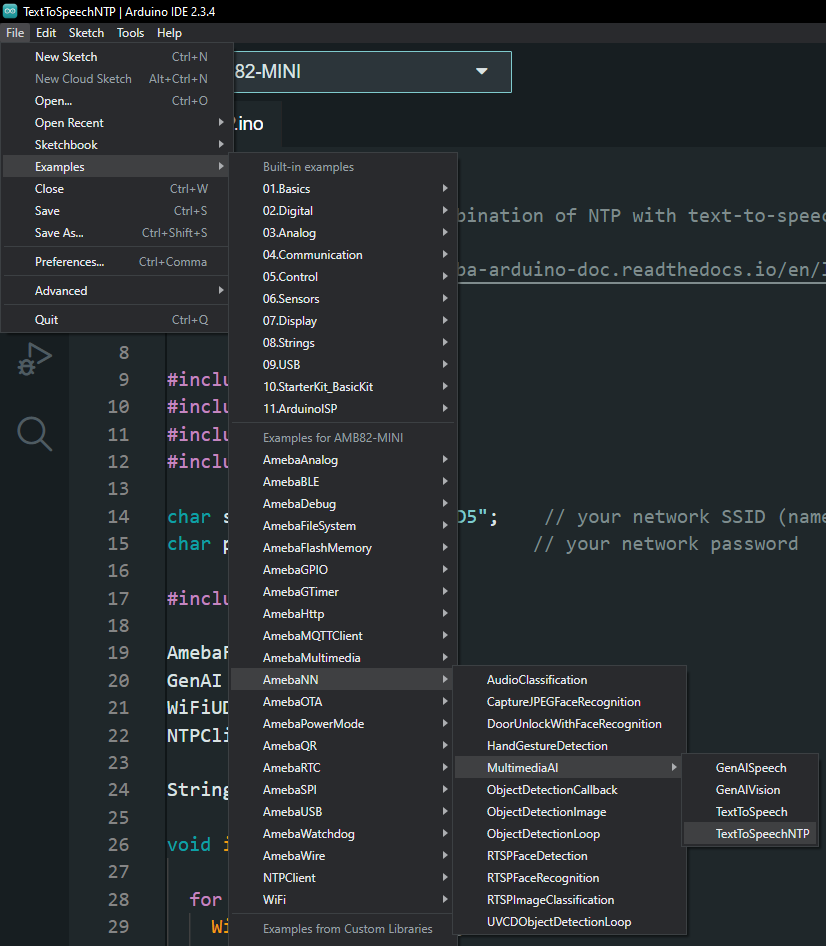 TextToSpeechNTP | Arduino IDE 2.3.4
File Edit Sketch Tools Help
New Sketch Ctrl+N
New Cloud Sketch Alt+Ctrl+N
Open... Ctrl+O
Open Recent
Sketchbook
Examples
Close Ctrl+W
Save Ctrl+S
Save As... Ctrl+Shift+S
Preferences... Ctrl+Comma
Advanced
Quit Ctrl+Q
82-MINI
.ino
Built-in examples
01.Basics
02.Digital
03.Analog
04.Communication
05.Control
06.Sensors
07.Display
08.Strings
09.USB
10.StarterKit_BasicKit
11.ArduinoISP
Examples for AMB82-MINI
AmebaAnalog
AmebaBLE
AmebaDebug
AmebaFileSystem
AmebaFlashMemory
AmebaGPIO
AmebaGTimer
AmebaHttp
AmebaMQTTClient
AmebaMultimedia
AmebaNN
AmebaOTA
AmebaPowerMode
AmebaQR
AmebaRTC
AmebaSPI
AmebaUSB
AmebaWatchdog
AmebaWire
NTPClient
WiFi
Examples from Custom Libraries
AudioClassification
CaptureJPEGFaceRecognition
DoorUnlockWithFaceRecognition
HandGestureDetection
MultimediaAI
ObjectDetectionCallback
ObjectDetectionImage
ObjectDetectionLoop
RTSPFaceDetection
RTSPFaceRecognition
RTSPImageClassification
UVCDObjectDetectionLoop
GenAISpeech
GenAIVision
TextToSpeech
TextToSpeechNTP
bination of NTP with text-to-speec
ba-arduino-doc.readthedocs.io/en/
8
9 #inclu
10 #inclu
11 #inclu
12 #inclu
13
14 char s D5"; // your network SSID (name
15 char p // your network password
16
17 #inclu
18
19 Ameba
20 GenAI
21 WiFiUD
22 NTPCli
23
24 String
25
26 void i
27
28 for
29 Wi